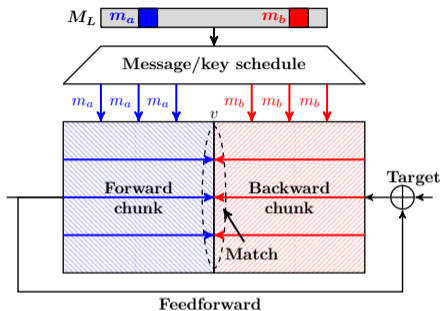 M_L m_a m_b
Message/key schedule
m_a m_a m_a m_b m_b m_b
v
Target
Forward chunk
Backward chunk
Match
Feedforward